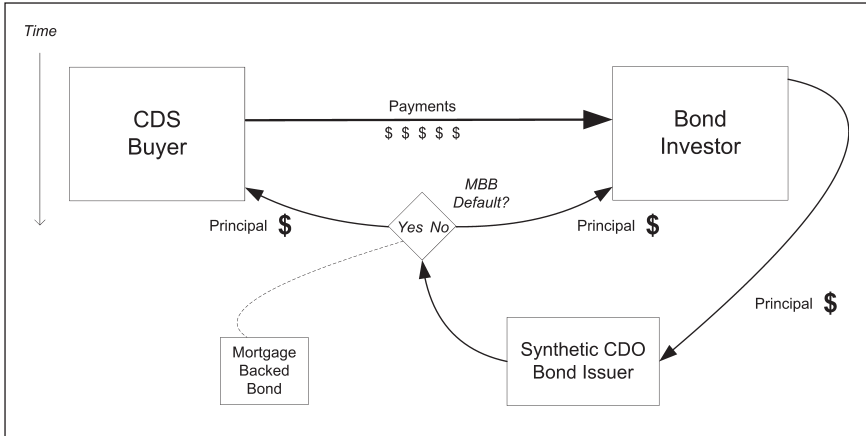 Time
CDS
Buyer
Payments
$ $ $ $ $
Bond
Investor
MBB
Default?
Yes No
Principal $
Principal $
Principal $
Mortgage
Backed
Bond
Synthetic CDO
Bond Issuer